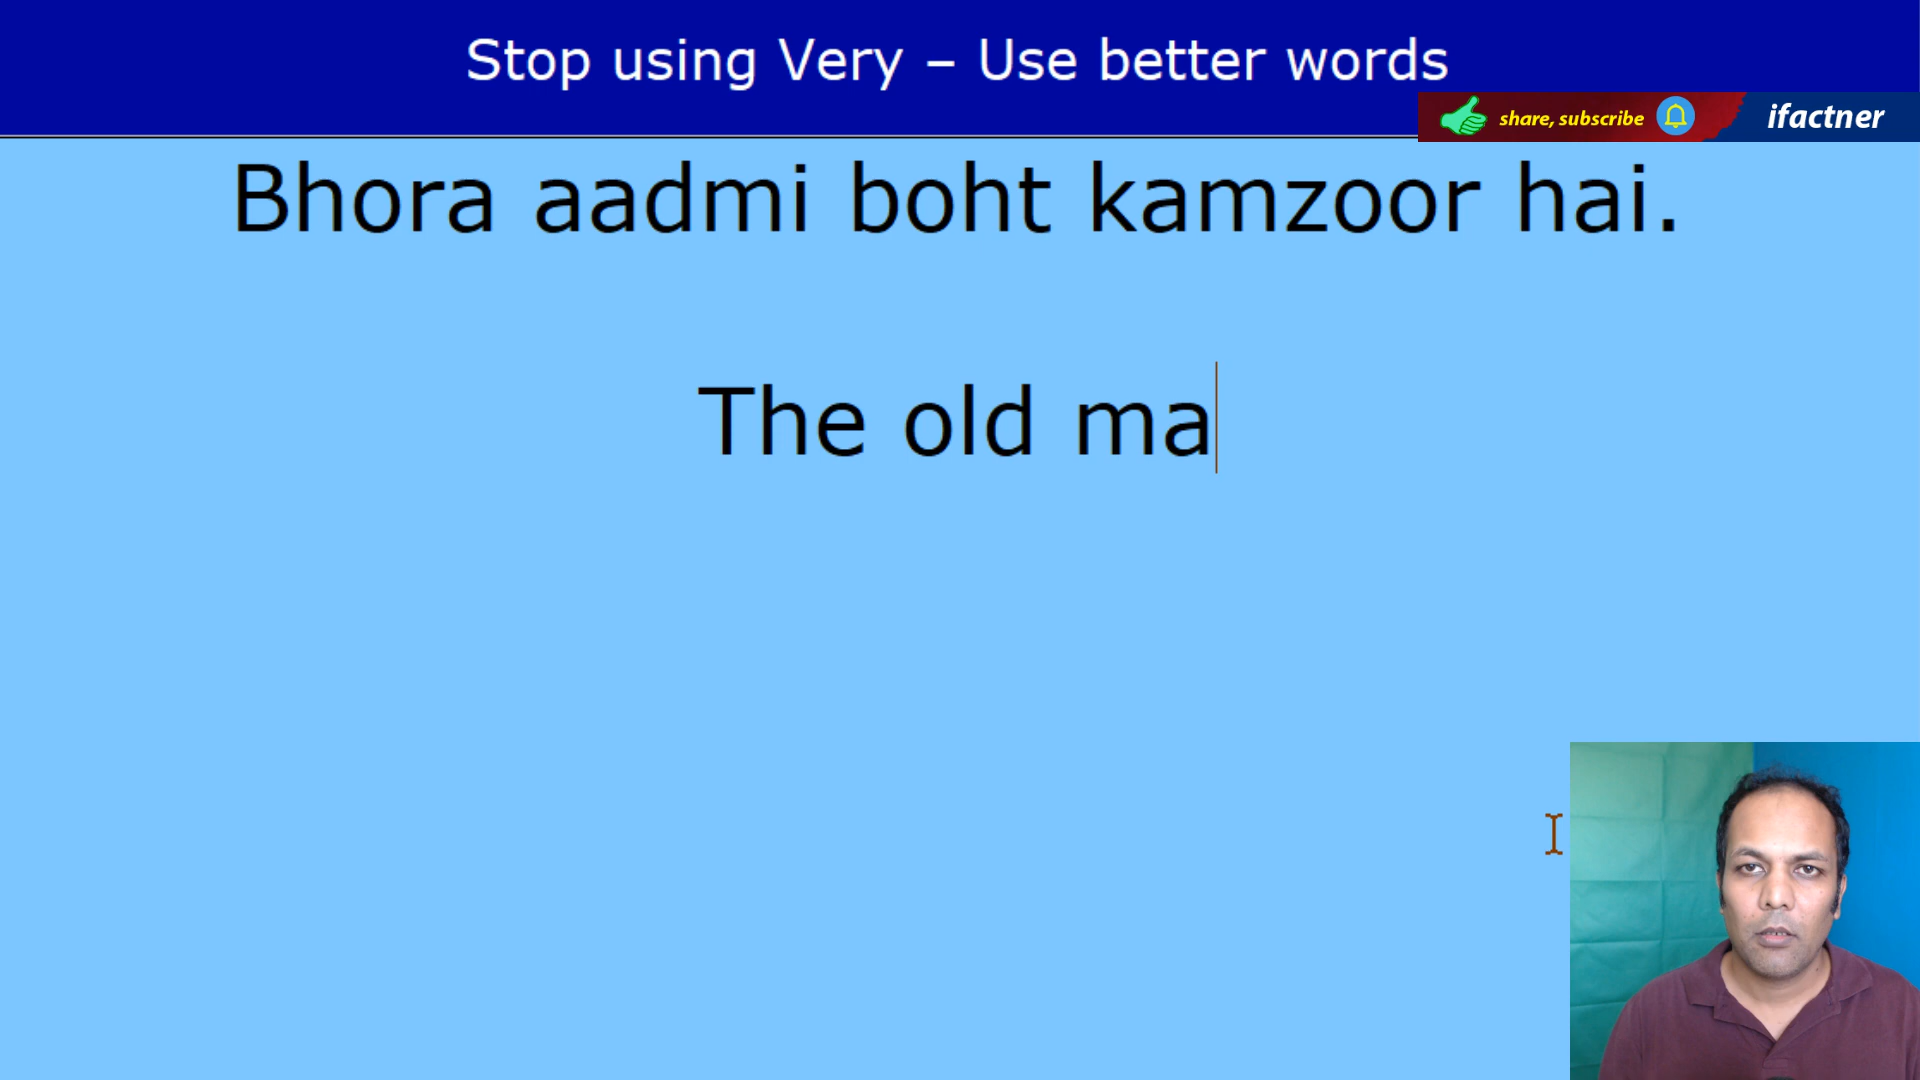 Stop using Very – Use better words
share, subscribe
ifactner
Bhora aadmi boht kamzoor hai.
The old ma